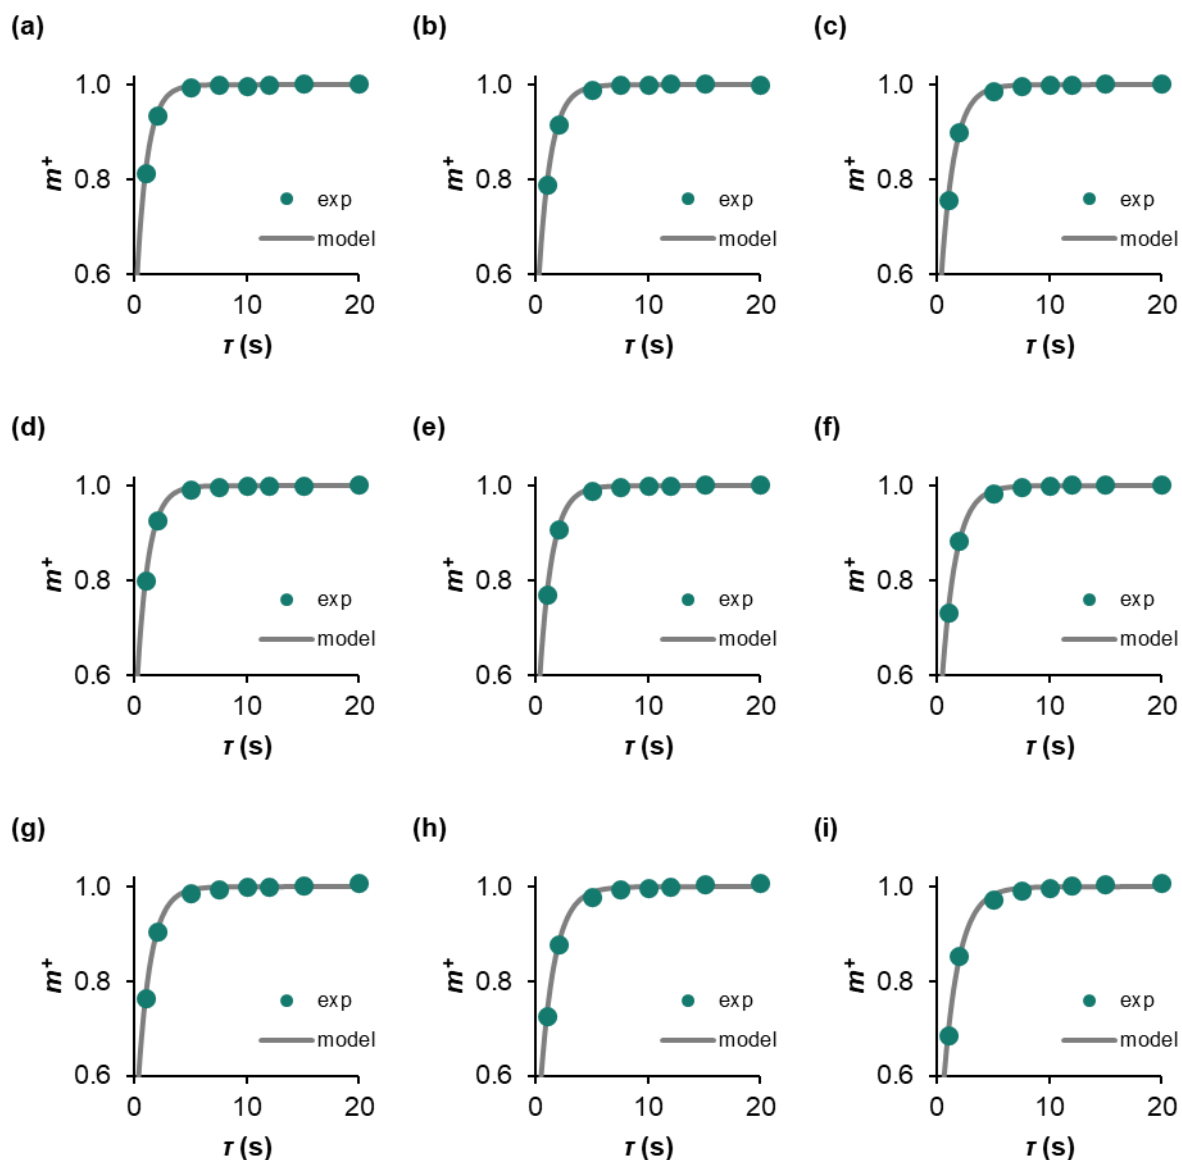 (a) (b) (c)
1.0 1.0 1.0
0.8 0.8 0.8
m+ m+ m+
exp exp exp
model model model
0.6 0.6 0.6
0 10 20 0 10 20 0 10 20
τ (s) τ (s) τ (s)
(d) (e) (f)
1.0 1.0 1.0
0.8 0.8 0.8
m+ m+ m+
exp exp exp
model model model
0.6 0.6 0.6
0 10 20 0 10 20 0 10 20
τ (s) τ (s) τ (s)
(g) (h) (i)
1.0 1.0 1.0
0.8 0.8 0.8
m+ m+ m+
exp exp exp
model model model
0.6 0.6 0.6
0 10 20 0 10 20 0 10 20
τ (s) τ (s) τ (s)